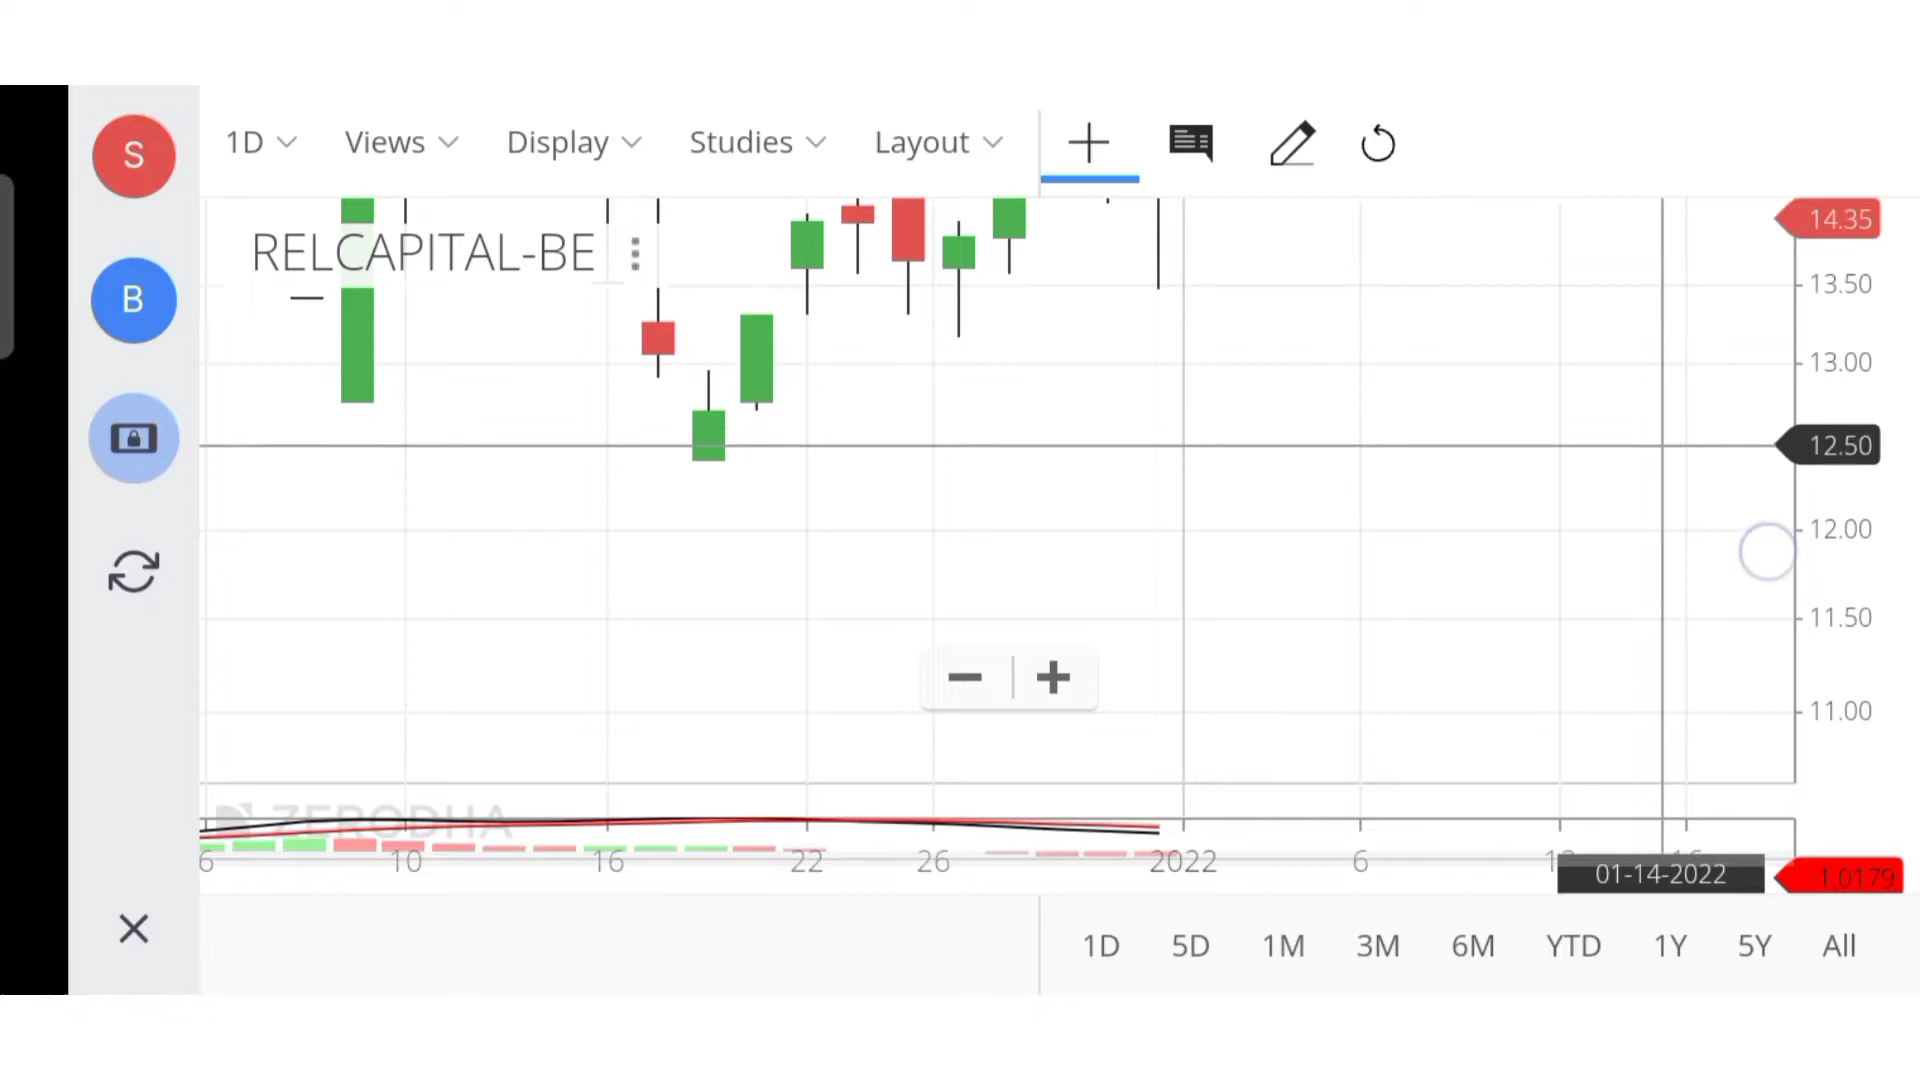 S
1D Views Display Studies Layout
14.35
RELCAPITAL-BE
13.50
B
13.00
12.50
12.00
11.50
11.00
ZERODHA
6 10 16 22 26 2022 6
01-14-2022
-1.0179
1D 5D 1M 3M 6M YTD 1Y 5Y All